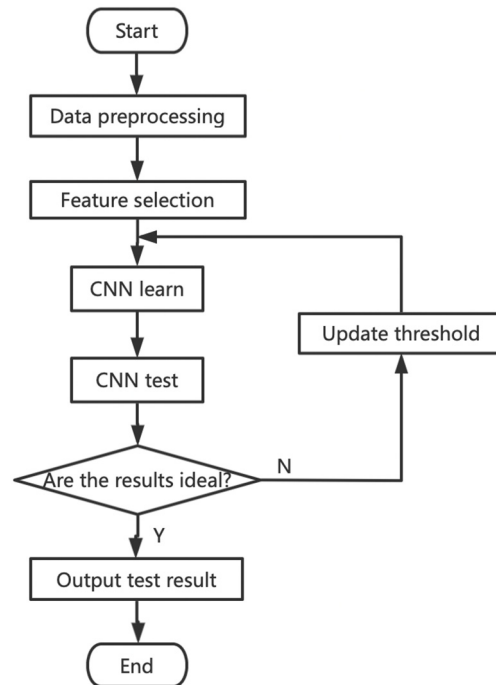 Start
Data preprocessing
Feature selection
CNN learn
Update threshold
CNN test
Are the results ideal?
N
Y
Output test result
End